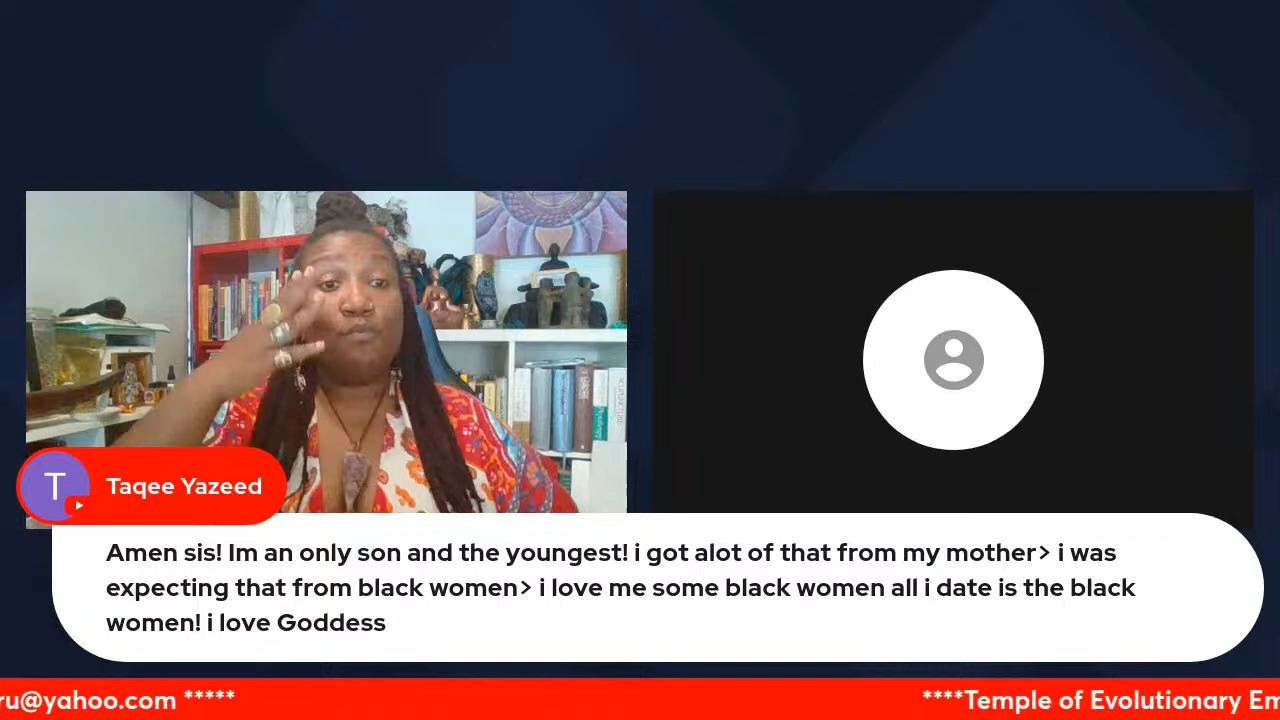 T
Taqee Yazeed
Amen sis! Im an only son and the youngest! i got alot of that from my mother> i was
expecting that from black women> i love me some black women all i date is the black
women! i love Goddess
ru@yahoo.com ***** ****Temple of Evolutionary Em